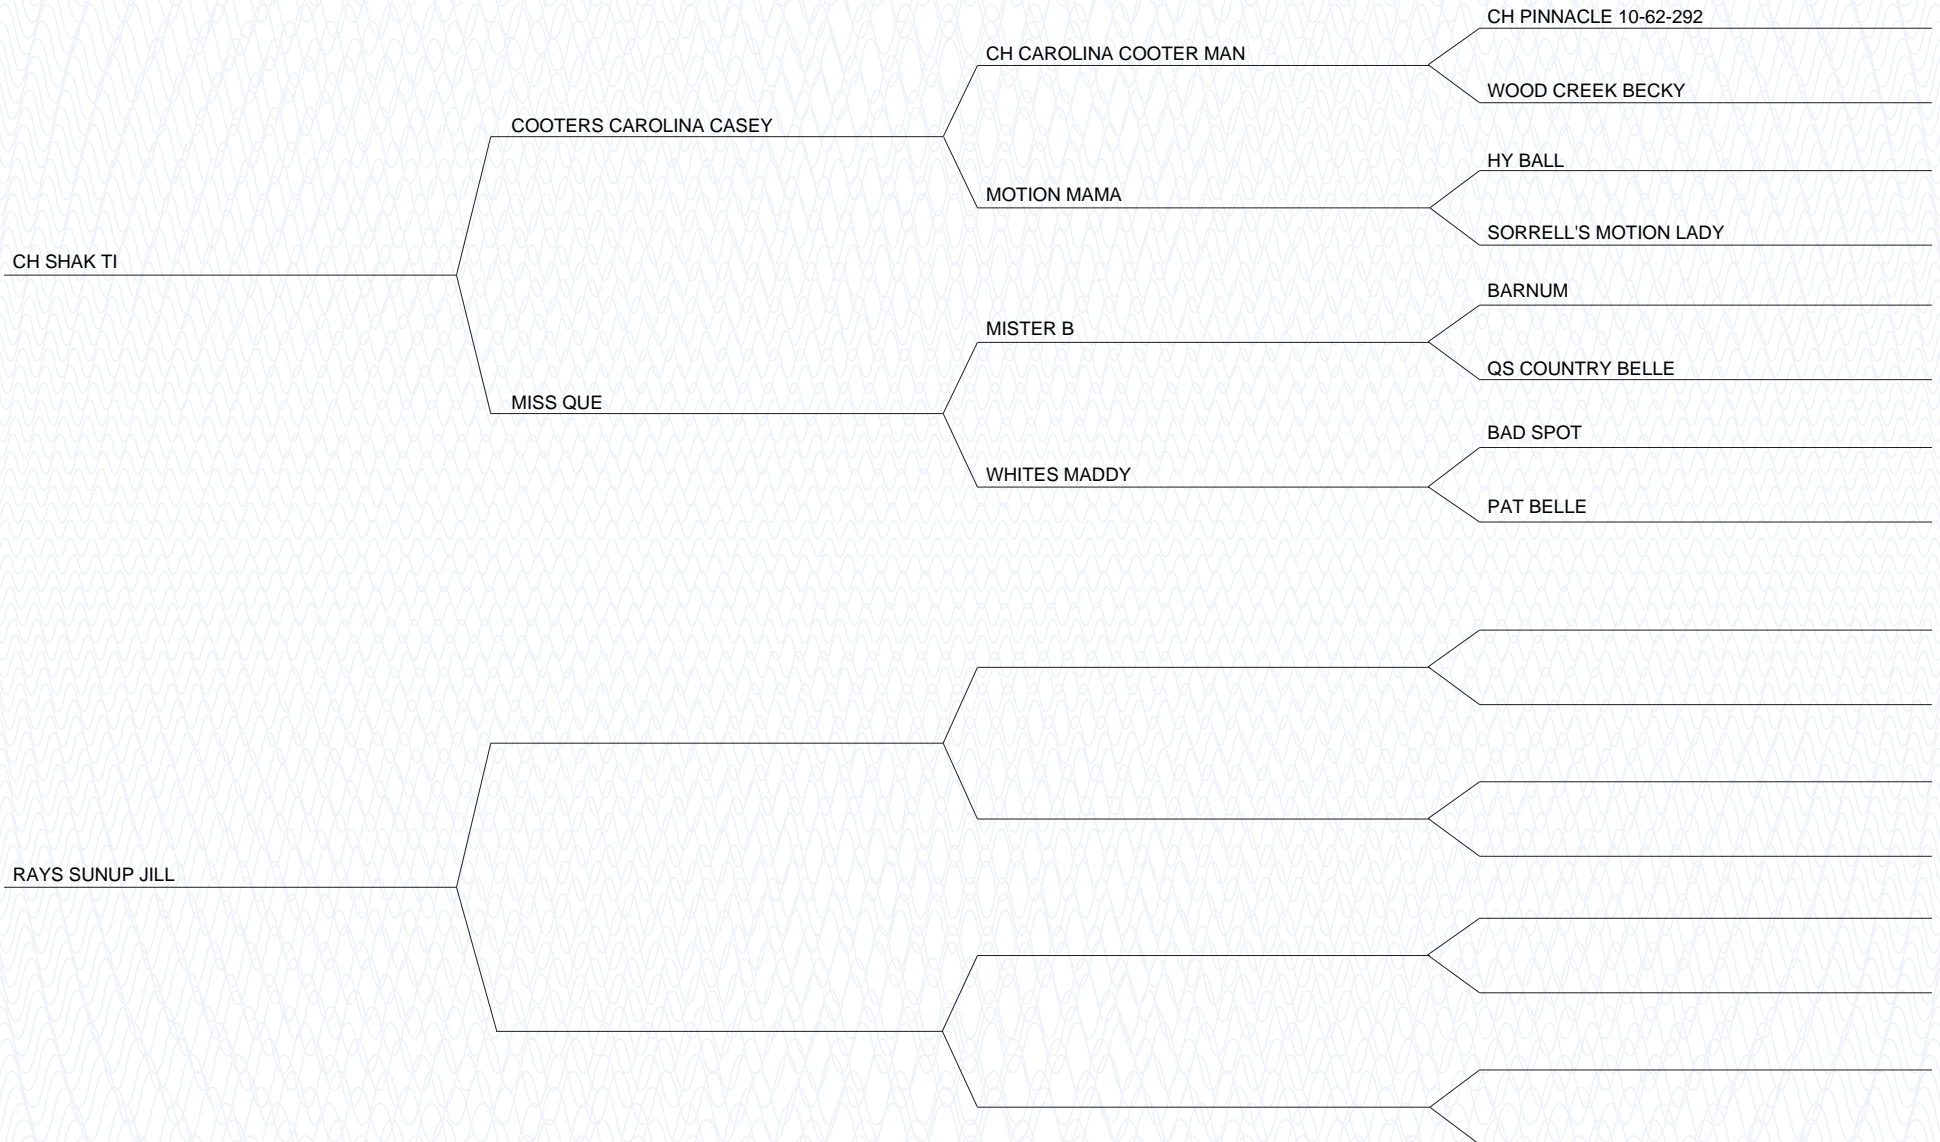 CH PINNACLE 10-62-292
CH CAROLINA COOTER MAN
WOOD CREEK BECKY
COOTERS CAROLINA CASEY
HY BALL
MOTION MAMA
SORRELL'S MOTION LADY
CH SHAK TI
BARNUM
MISTER B
QS COUNTRY BELLE
MISS QUE
BAD SPOT
WHITES MADDY
PAT BELLE
RAYS SUNUP JILL